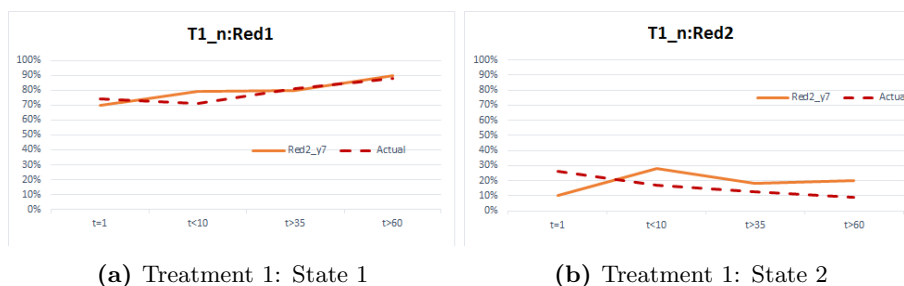 T1_n:Red1
100%
90%
80%
70%
60%
50%
40%
30%
20%
10%
0%
Red2_y7 Actual
t=1 t<10 t>35 t>60
(a) Treatment 1: State 1
T1_n:Red2
100%
90%
80%
70%
60%
50%
40%
30%
20%
10%
0%
Red2_y7 Actual
t=1 t<10 t>35 t>60
(b) Treatment 1: State 2